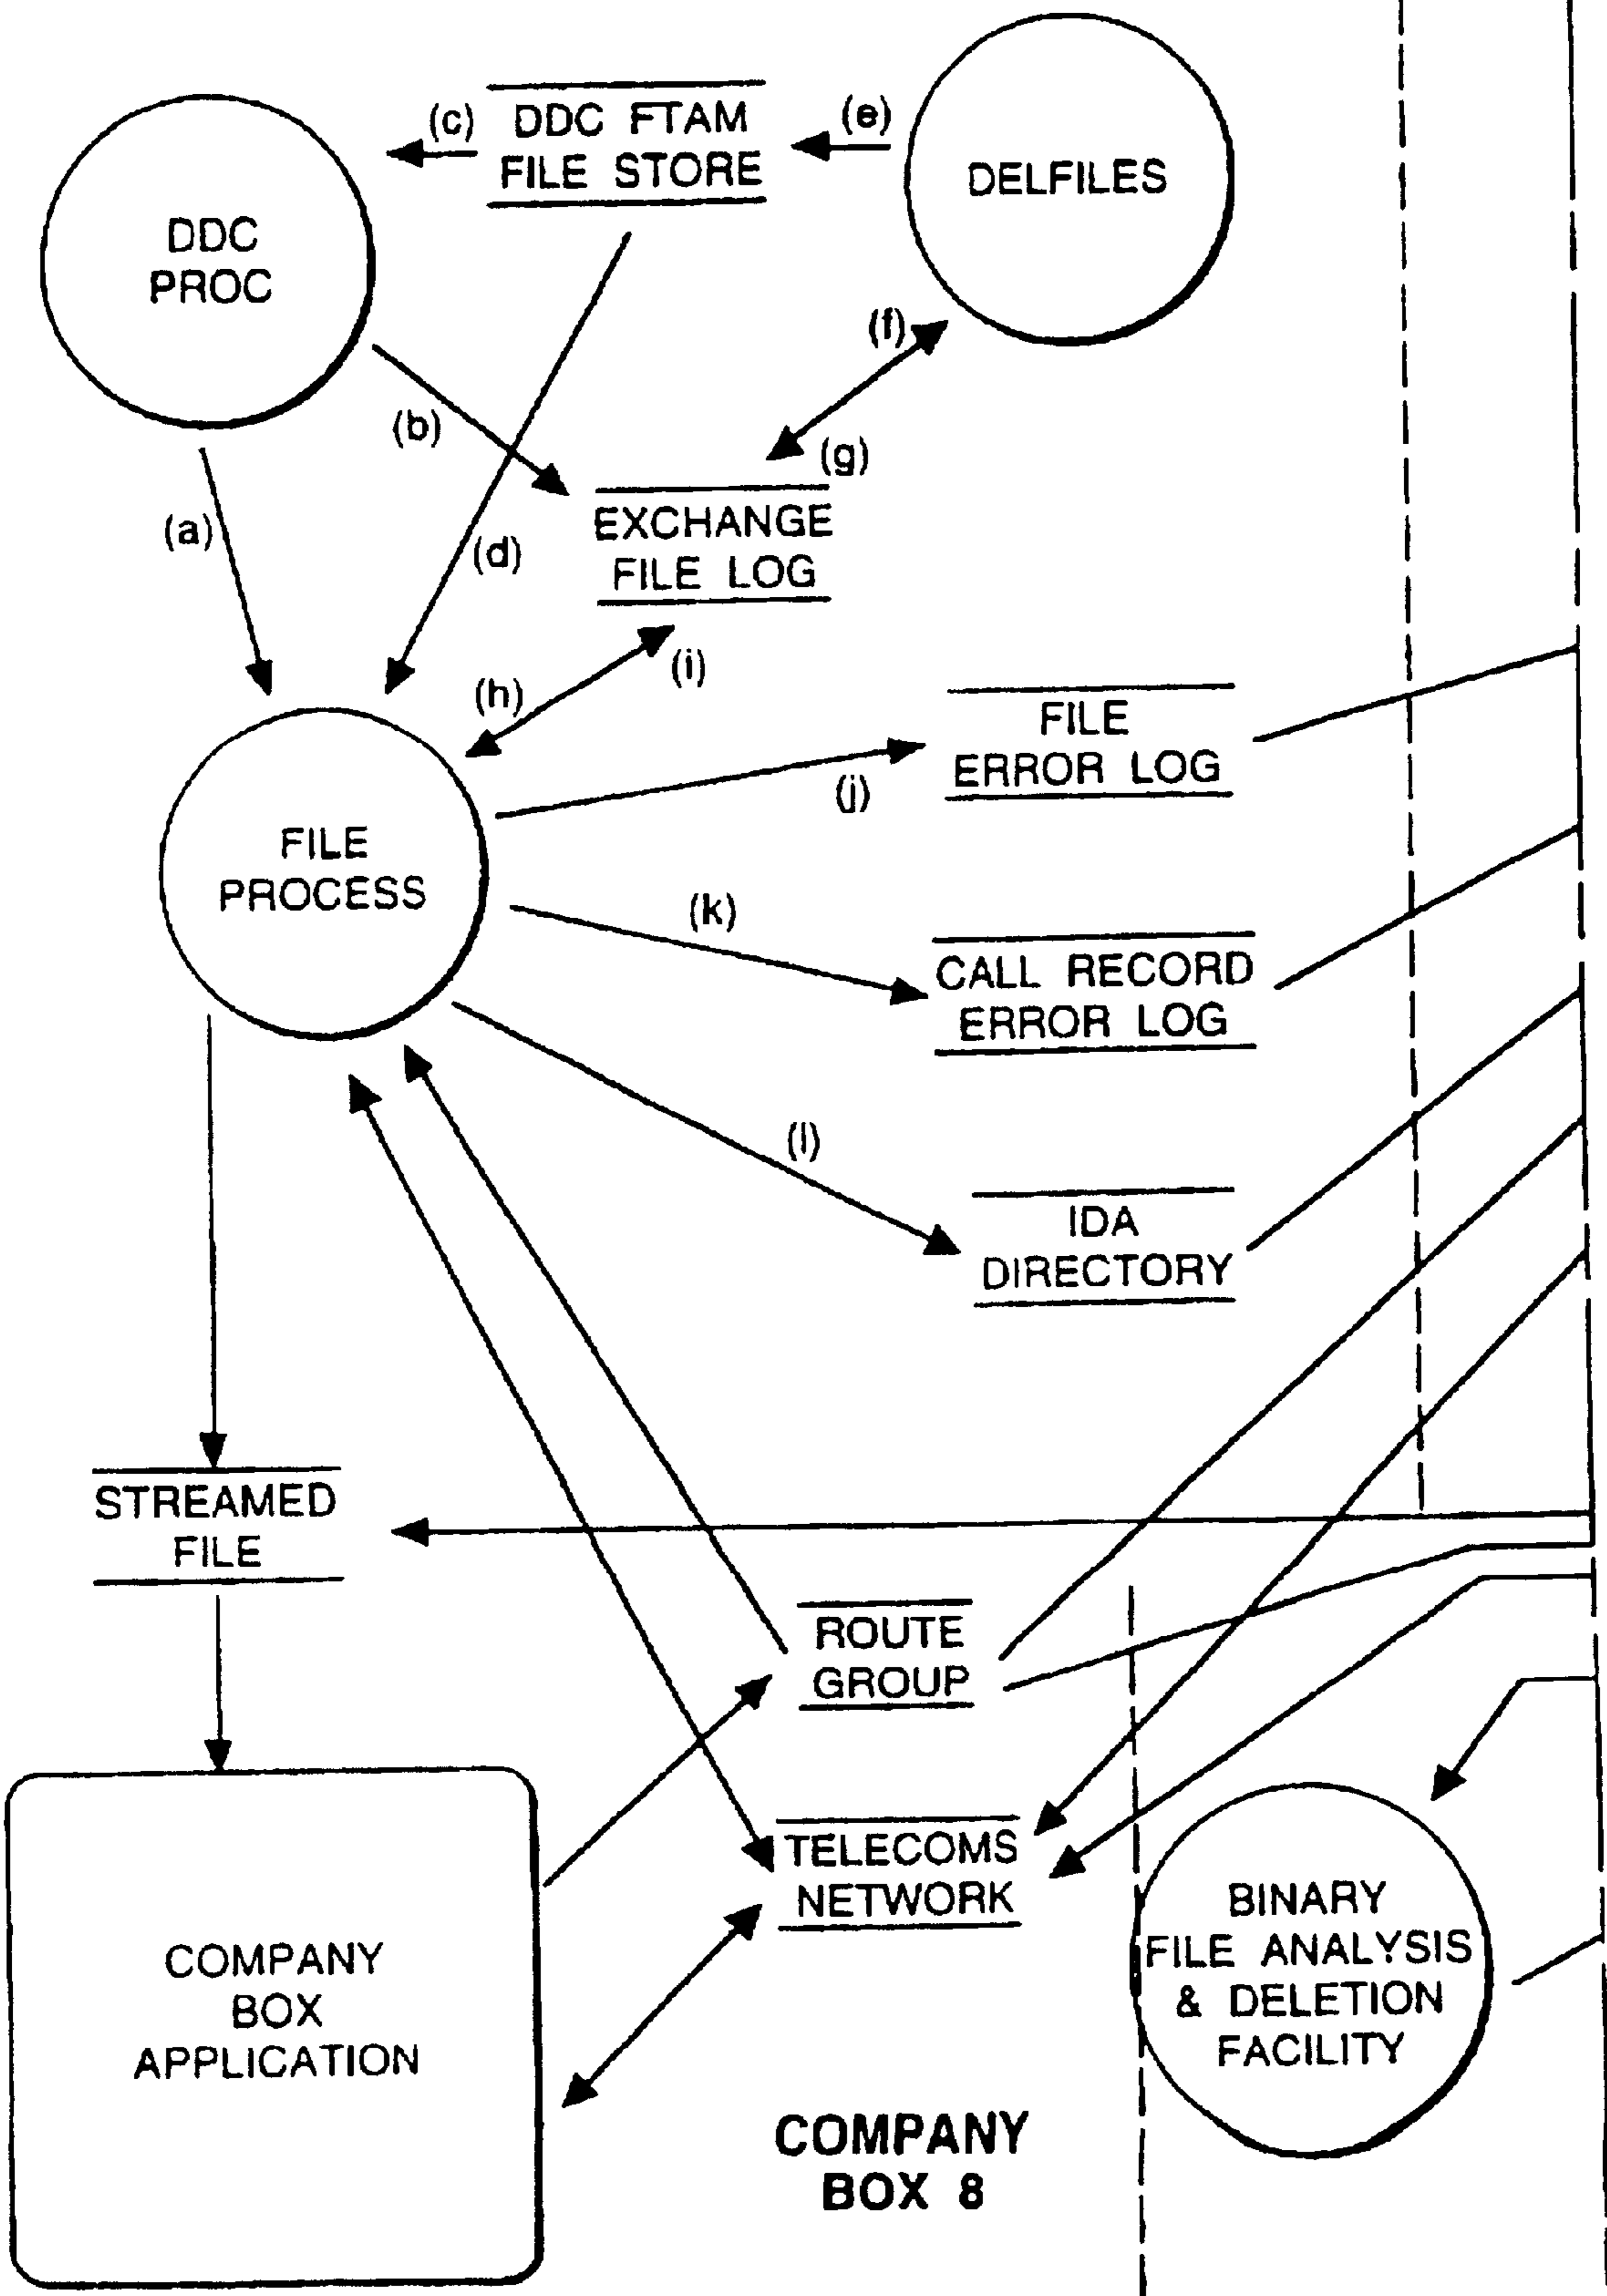 (c)
DDC FTAM
FILE STORE
(e)
DELFILES
DDC
PROC
(f)
(b)
(g)
(a)
(d)
EXCHANGE
FILE LOG
(h)
(i)
FILE
ERROR LOG
(j)
FILE
PROCESS
(k)
CALL RECORD
ERROR LOG
(l)
IDA
DIRECTORY
STREAMED
FILE
ROUTE
GROUP
TELECOMS
NETWORK
BINARY
FILE ANALYSIS
& DELETION
FACILITY
COMPANY
BOX
APPLICATION
COMPANY
BOX 8